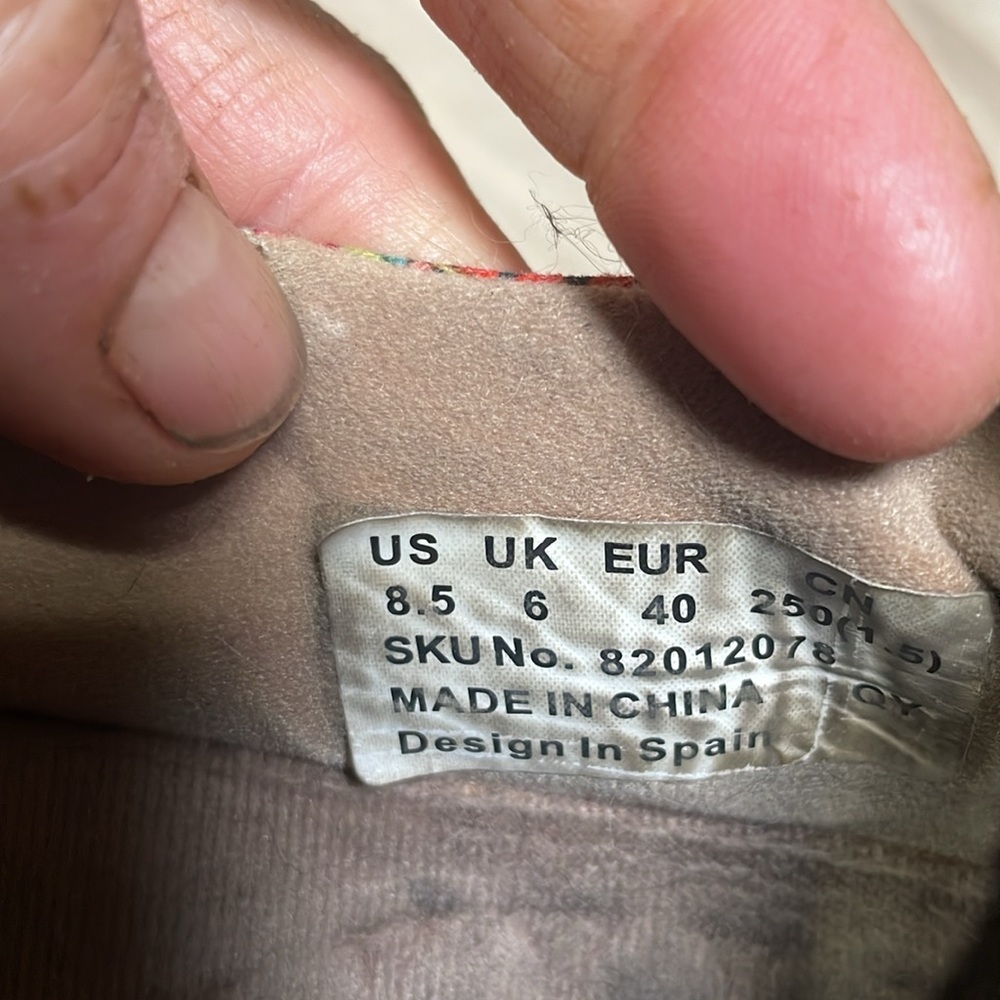 US UK EUR CN
8.5 6 40 250(1.5)
SKU No. 82012078
MADE IN CHINA QY
Design In Spain